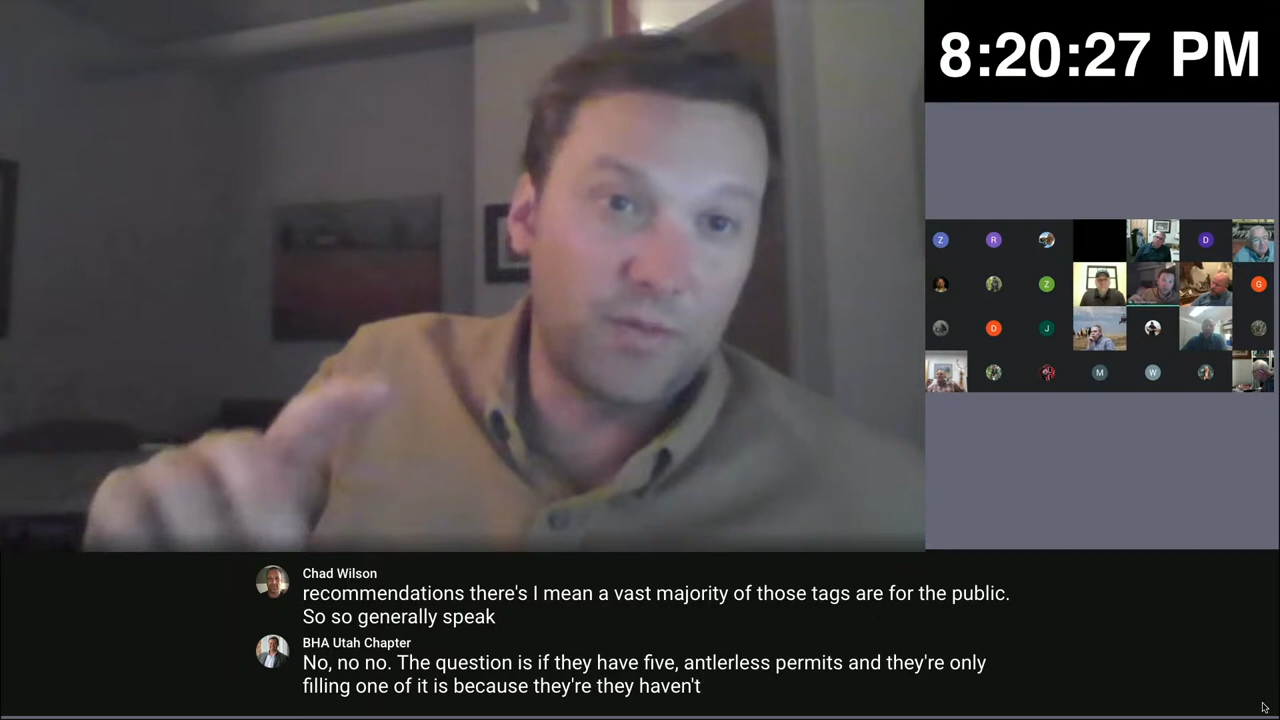 8:20:27 PM
Z R D
Z G
D J
M W
Chad Wilson
recommendations there's I mean a vast majority of those tags are for the public.
So so generally speak
BHA Utah Chapter
No, no no. The question is if they have five, antlerless permits and they're only
filling one of it is because they're they haven't